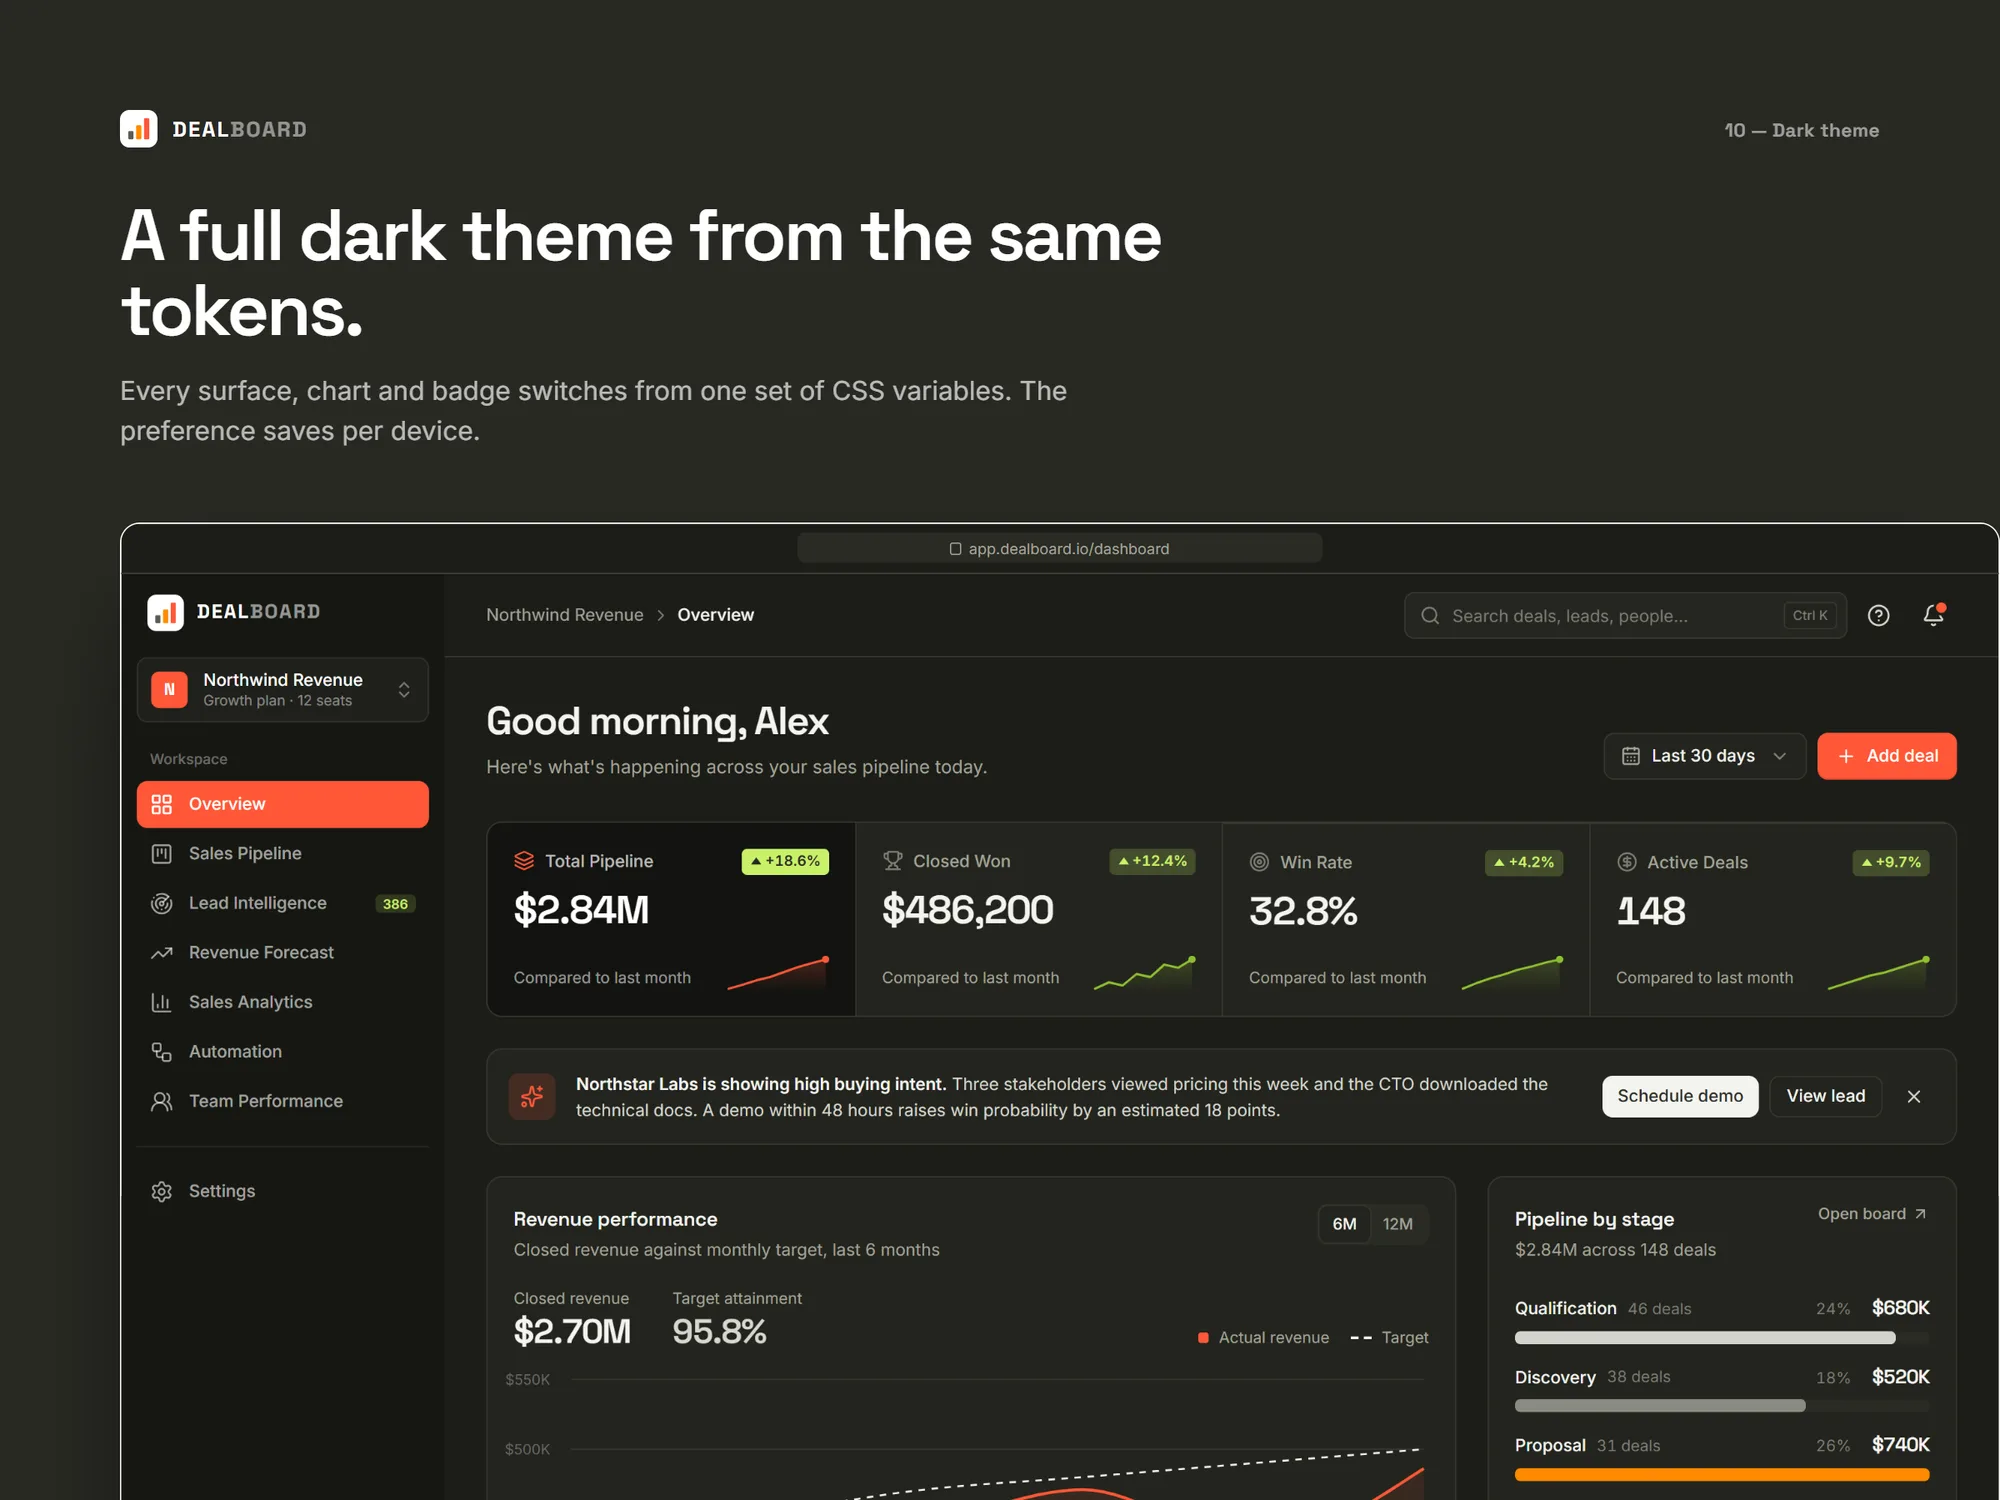 DEALBOARD
10 — Dark theme
A full dark theme from the same
tokens.
Every surface, chart and badge switches from one set of CSS variables. The
preference saves per device.
app.dealboard.io/dashboard
DEALBOARD
N
Northwind Revenue
Growth plan · 12 seats
Workspace
Overview
Sales Pipeline
Lead Intelligence 386
Revenue Forecast
Sales Analytics
Automation
Team Performance
Settings
Northwind Revenue > Overview
Search deals, leads, people...
Ctrl K
Good morning, Alex
Here's what's happening across your sales pipeline today.
Last 30 days
+ Add deal
Total Pipeline ▲ +18.6%
$2.84M
Compared to last month
Closed Won ▲ +12.4%
$486,200
Compared to last month
Win Rate ▲ +4.2%
32.8%
Compared to last month
Active Deals ▲ +9.7%
148
Compared to last month
Northstar Labs is showing high buying intent. Three stakeholders viewed pricing this week and the CTO downloaded the
technical docs. A demo within 48 hours raises win probability by an estimated 18 points.
Schedule demo
View lead
Revenue performance
Closed revenue against monthly target, last 6 months
6M 12M
Closed revenue
$2.70M
Target attainment
95.8%
Actual revenue
Target
$550K
$500K
Pipeline by stage
$2.84M across 148 deals
Open board ↗
Qualification 46 deals 24% $680K
Discovery 38 deals 18% $520K
Proposal 31 deals 26% $740K